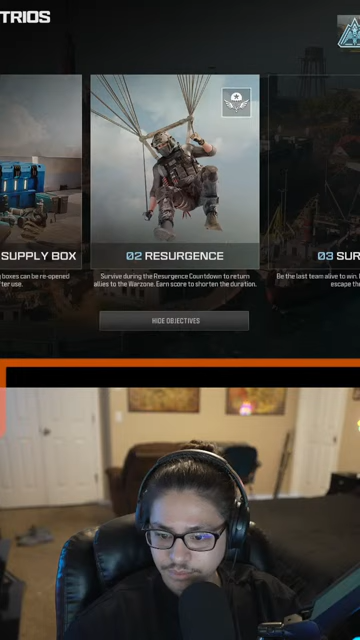 TRIOS
SUPPLY BOX
boxes can be re-opened
after use.
02 RESURGENCE
Survive during the Resurgence Countdown to return
allies to the Warzone. Earn score to shorten the duration.
03 SUR
Be the last team alive to win.
escape the
HIDE OBJECTIVES